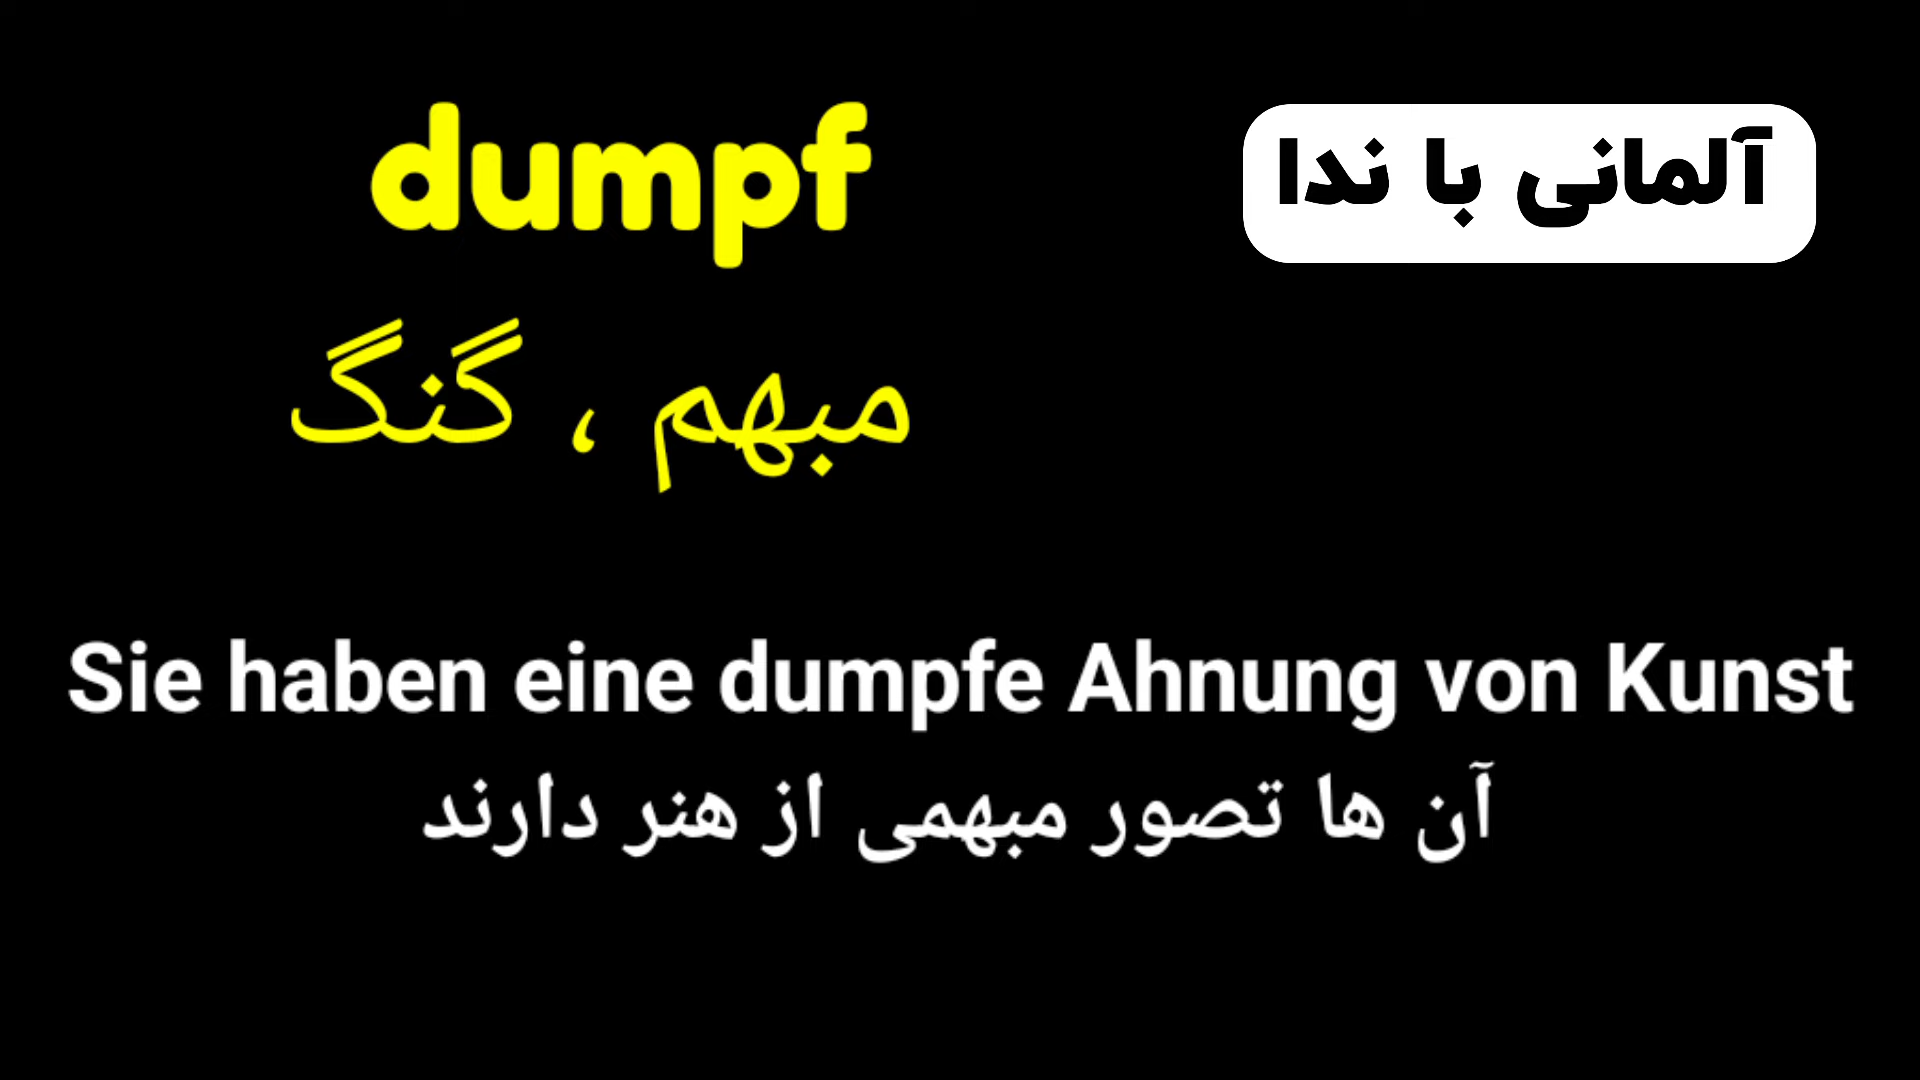 dumpf
آلمانی با ندا
مبهم ، گنگ
Sie haben eine dumpfe Ahnung von Kunst
آن ها تصور مبهمی از هنر دارند